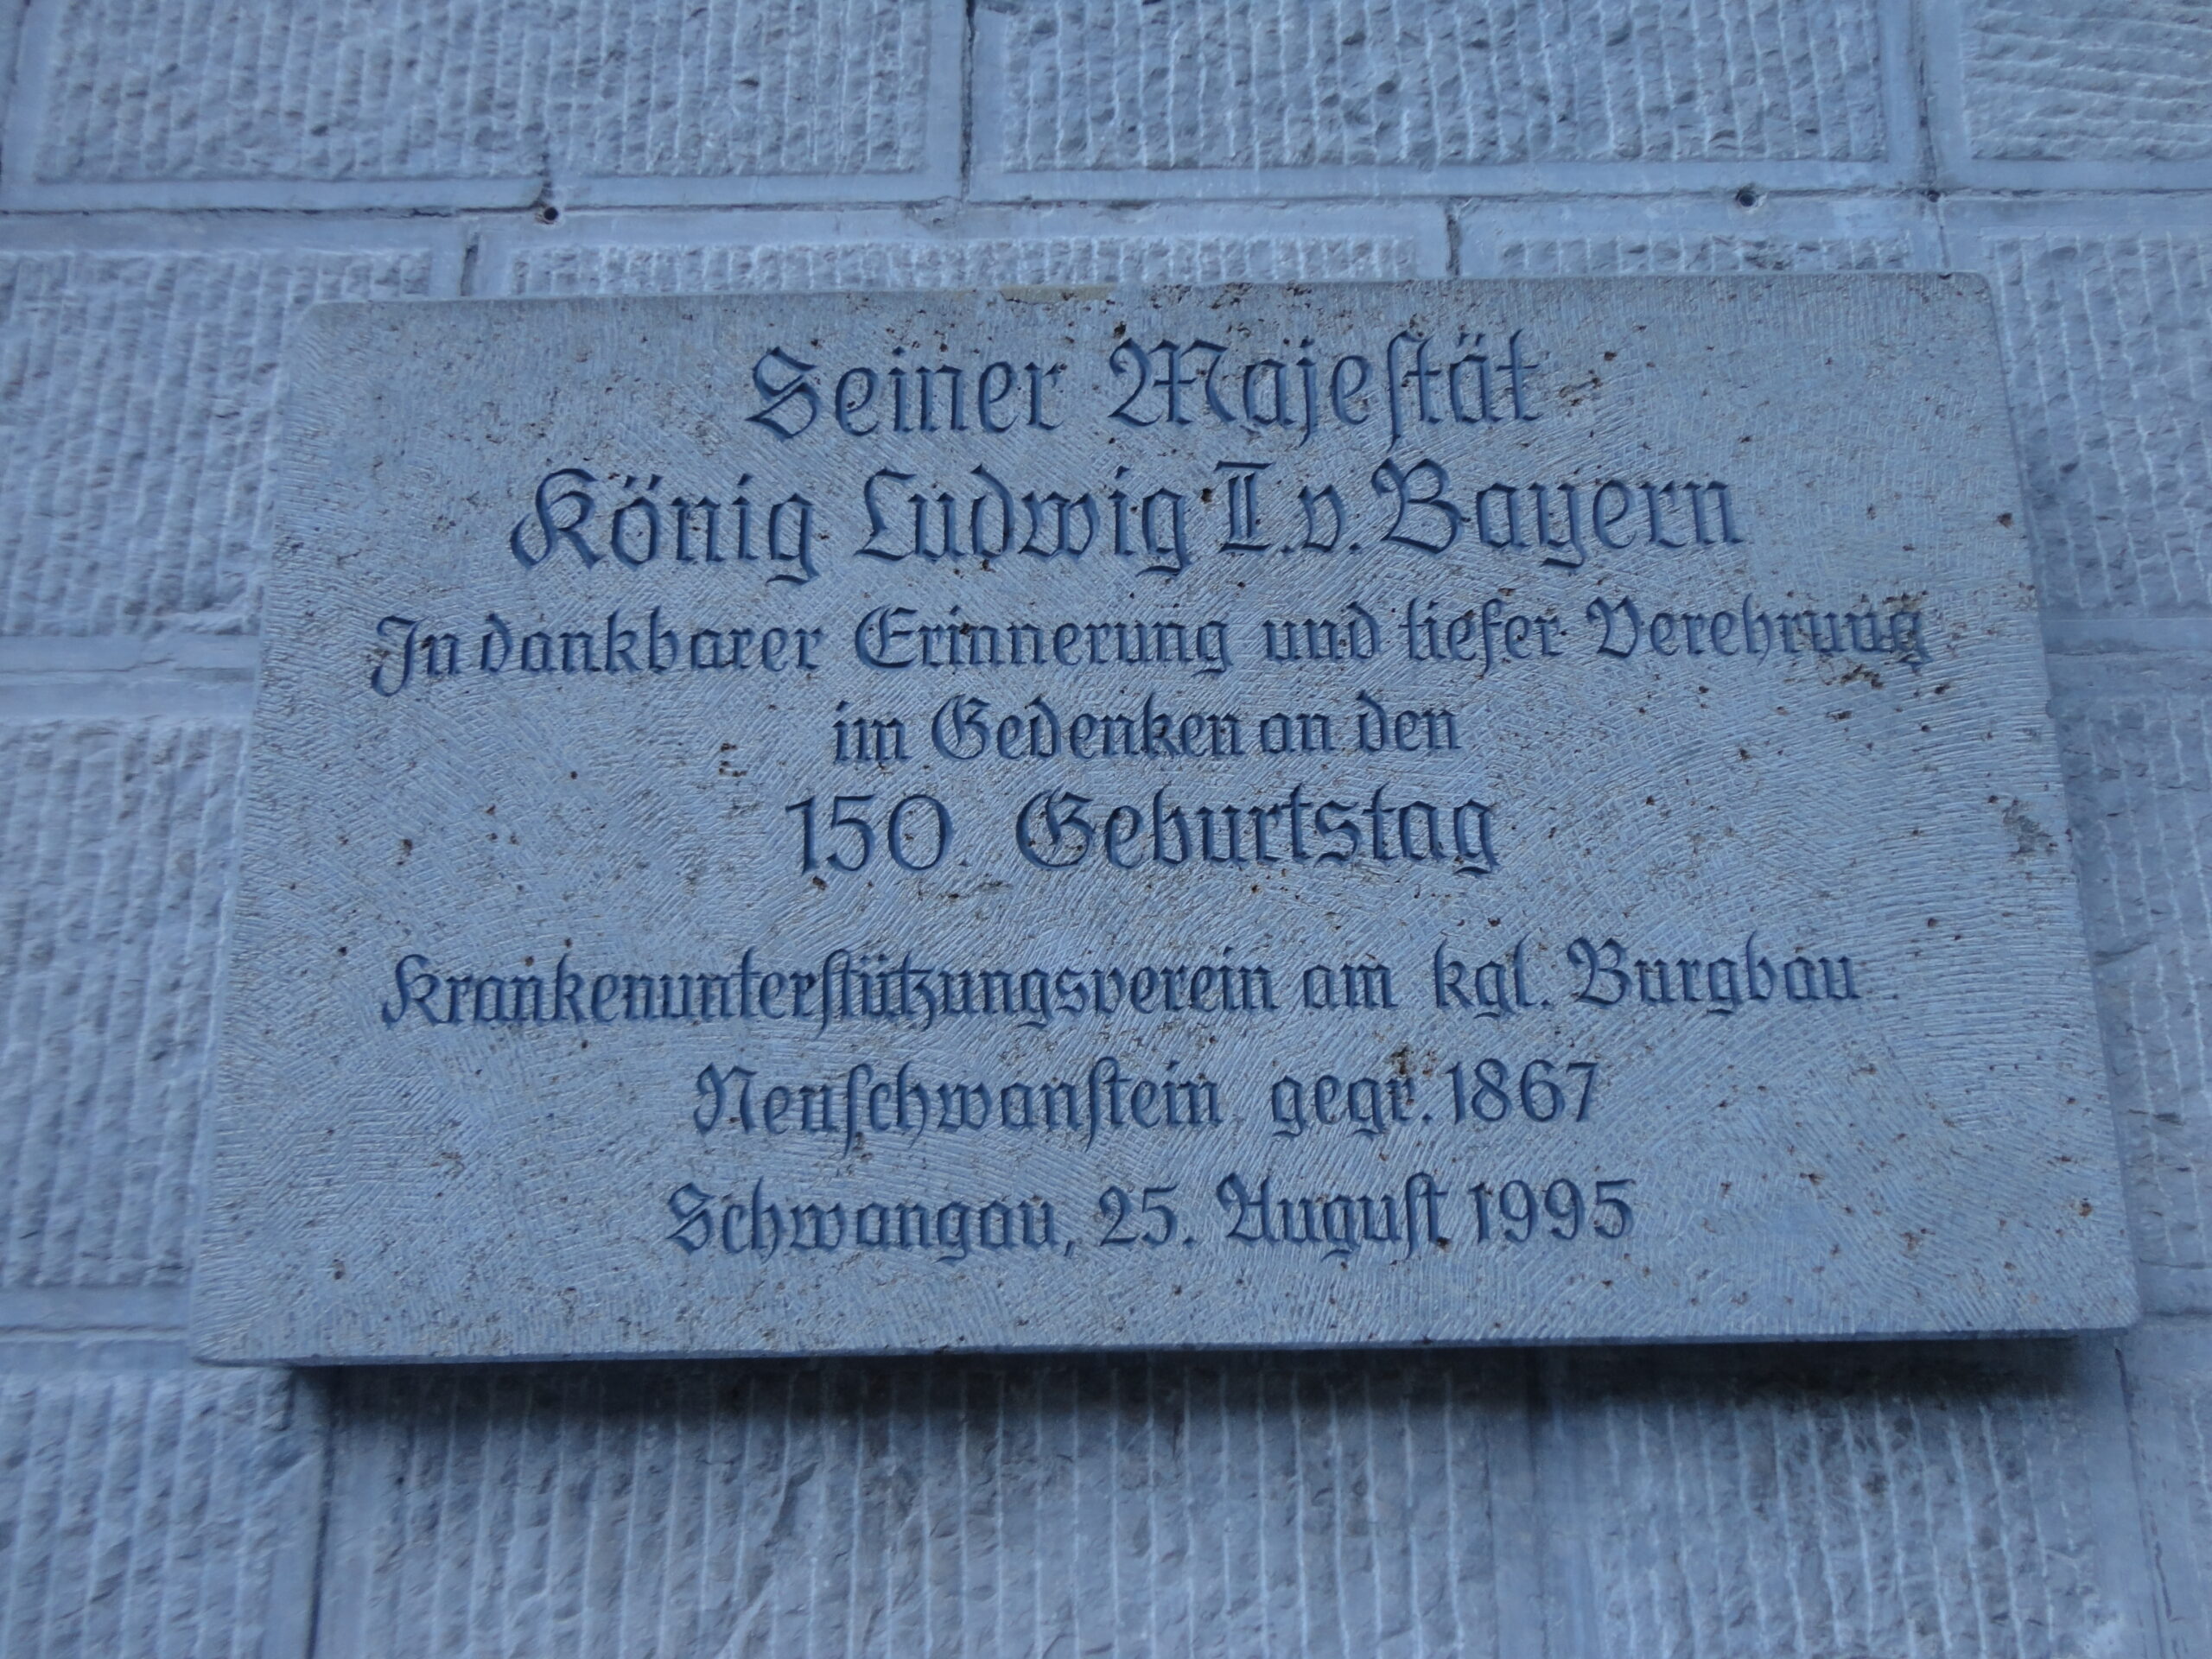 Seiner Majeſtät
König Ludwig II. v. Bayern
In dankbarer Erinnerung und tiefer Verehrung
im Gedenken an den
150. Geburtstag
Krankenunterſtützungsverein am kgl. Burgbau
Neuſchwanſtein gegr. 1867
Schwangau, 25. Auguſt 1995